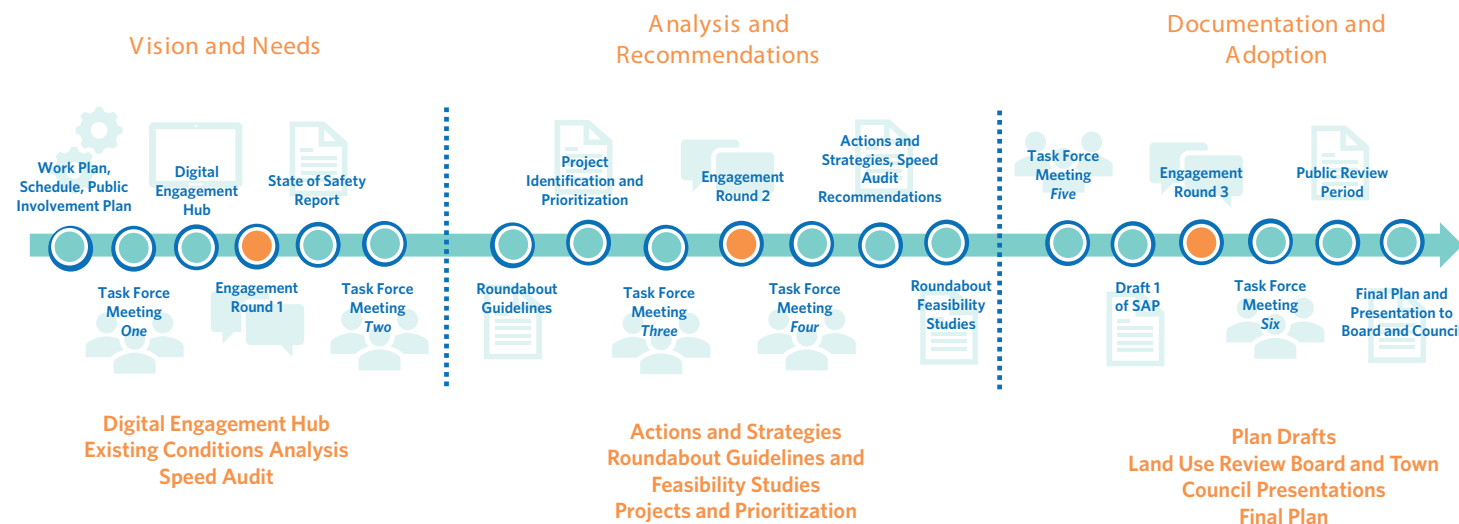 Vision and Needs
Work Plan,
Schedule, Public
Involvement Plan
Task Force
Meeting
One
Digital
Engagement
Hub
Engagement
Round 1
State of Safety
Report
Task Force
Meeting
Two
Digital Engagement Hub
Existing Conditions Analysis
Speed Audit
Analysis and
Recommendations
Roundabout
Guidelines
Project
Identification and
Prioritization
Task Force
Meeting
Three
Engagement
Round 2
Task Force
Meeting
Four
Actions and
Strategies, Speed
Audit
Recommendations
Roundabout
Feasibility
Studies
Actions and Strategies
Roundabout Guidelines and
Feasibility Studies
Projects and Prioritization
Documentation and
Adoption
Task Force
Meeting
Five
Draft 1
of SAP
Engagement
Round 3
Task Force
Meeting
Six
Public Review
Period
Final Plan and
Presentation to
Board and Council
Plan Drafts
Land Use Review Board and Town
Council Presentations
Final Plan